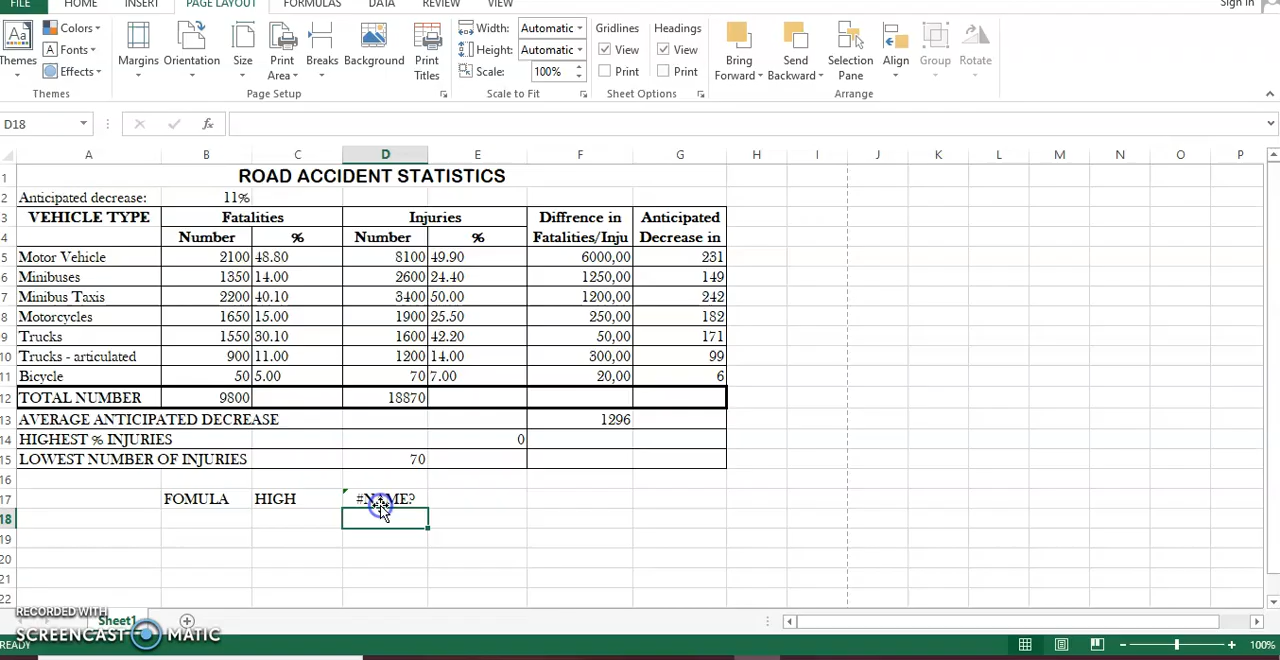 FILE HOME INSERT PAGE LAYOUT FORMULAS DATA REVIEW VIEW Sign in
Colors Width: Automatic Gridlines Headings
Aa Fonts Height: Automatic View View
Themes Effects Margins Orientation Size Print Area Breaks Background Print Titles Scale: 100% Print Print Bring Forward Send Backward Selection Pane Align Group Rotate
Themes Page Setup Scale to Fit Sheet Options Arrange
D18 fx
A B C D E F G H I J K L M N O P
1 ROAD ACCIDENT STATISTICS
2 Anticipated decrease: 11%
3 VEHICLE TYPE Fatalities Injuries Diffrence in Anticipated
4 Number % Number % Fatalities/Inju Decrease in
5 Motor Vehicle 2100 48.80 8100 49.90 6000,00 231
6 Minibuses 1350 14.00 2600 24.40 1250,00 149
7 Minibus Taxis 2200 40.10 3400 50.00 1200,00 242
8 Motorcycles 1650 15.00 1900 25.50 250,00 182
9 Trucks 1550 30.10 1600 42.20 50,00 171
10 Trucks - articulated 900 11.00 1200 14.00 300,00 99
11 Bicycle 50 5.00 70 7.00 20,00 6
12 TOTAL NUMBER 9800 18870
13 AVERAGE ANTICIPATED DECREASE 1296
14 HIGHEST % INJURIES 0
15 LOWEST NUMBER OF INJURIES 70
16
17 FOMULA HIGH #NAME?
18
19
20
21
22
RECORDED WITH
SCREENCAST MATIC
Sheet1
READY 100%